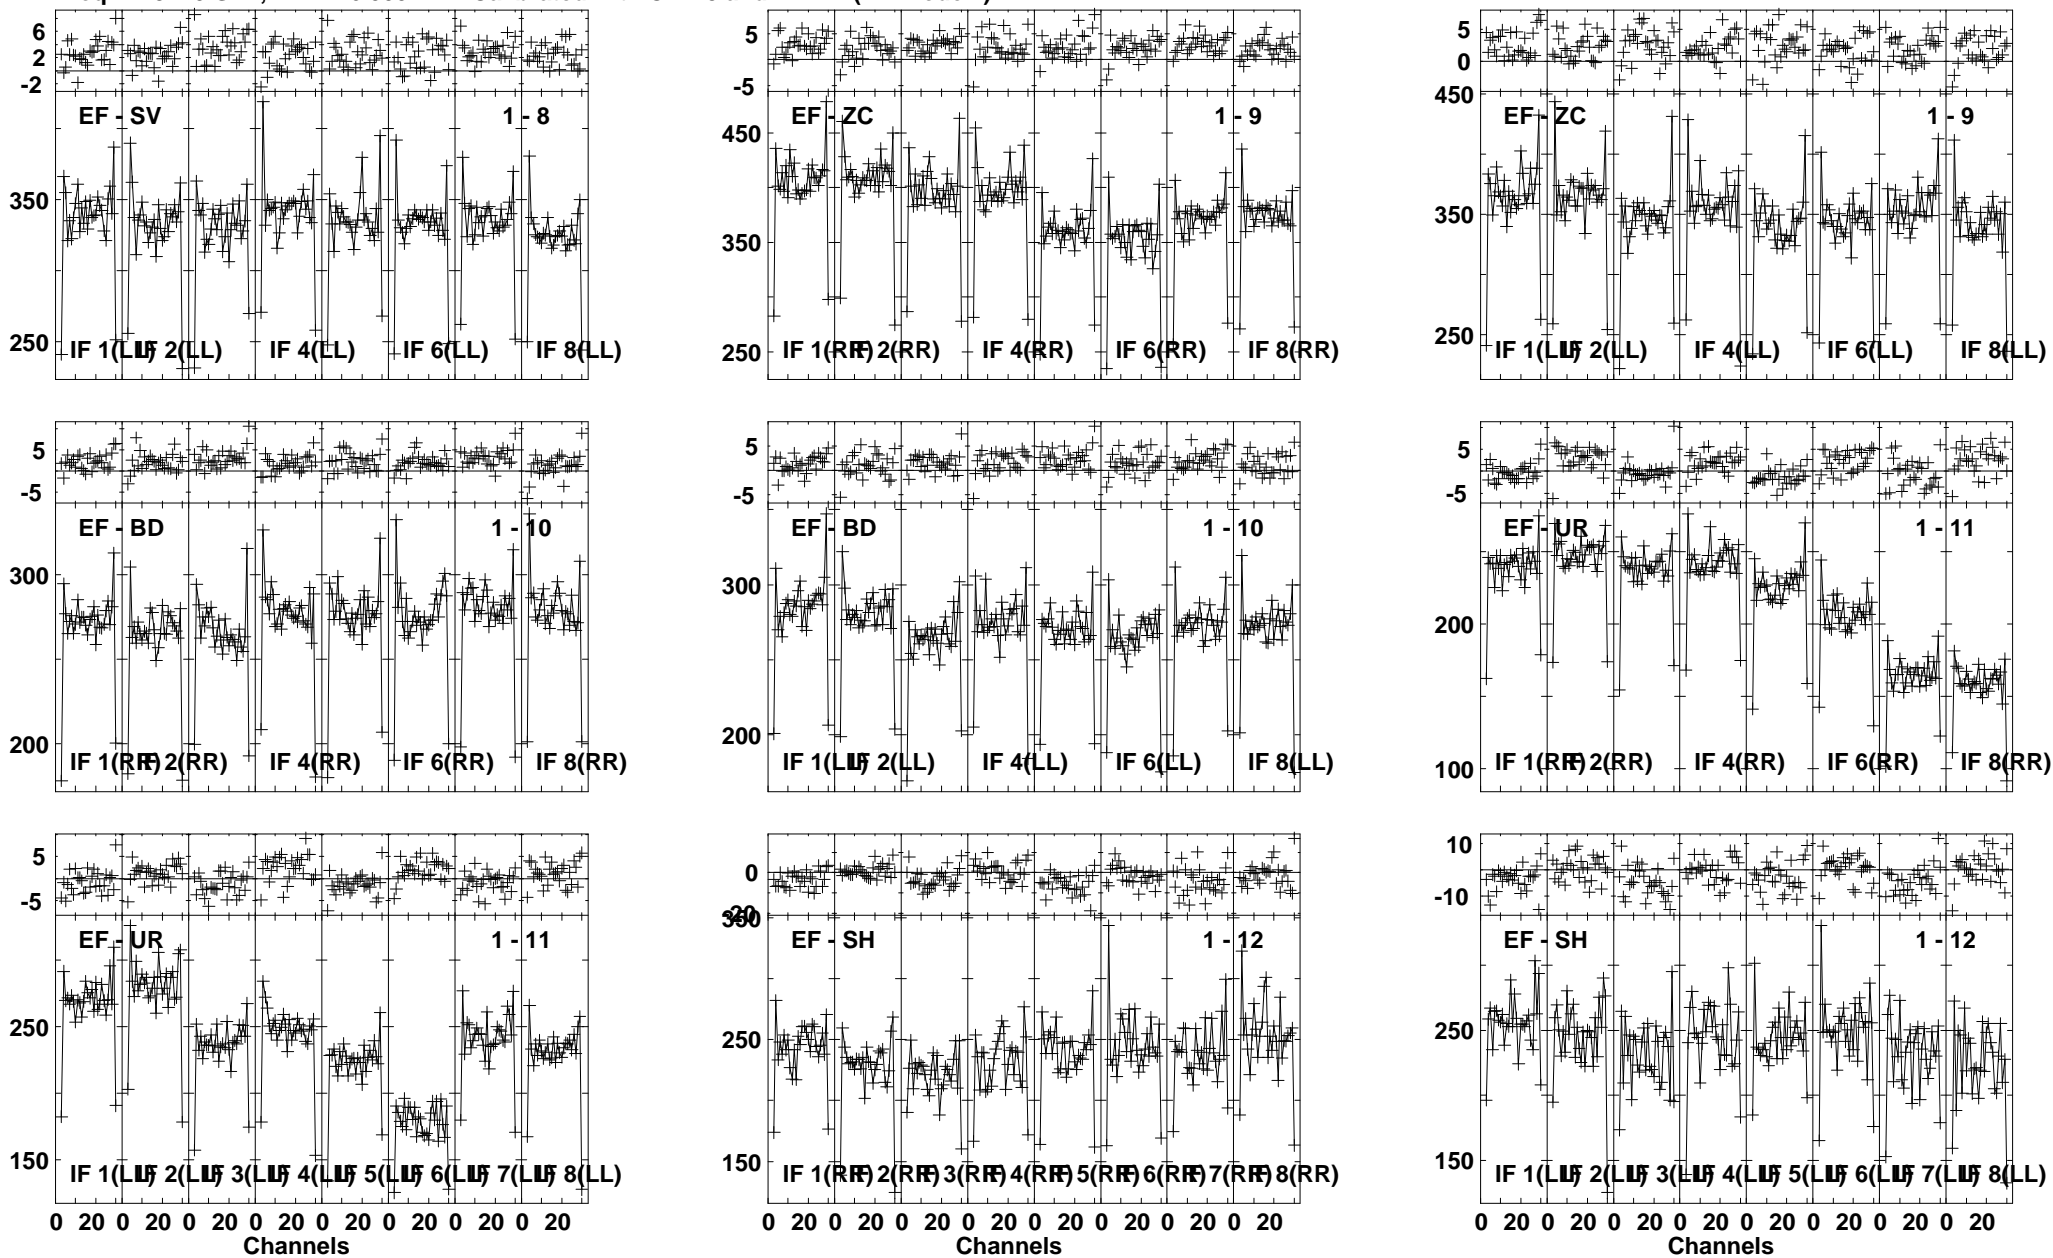 6
2
-2
EF - SV
1 - 8
350
250
IF 1(LL)
IF 2(LL)
IF 4(LL)
IF 6(LL)
IF 8(LL)
5
-5
EF - ZC
1 - 9
450
350
250
IF 1(RR)
IF 2(RR)
IF 4(RR)
IF 6(RR)
IF 8(RR)
5
0
EF - ZC
1 - 9
450
350
250
IF 1(LL)
IF 2(LL)
IF 4(LL)
IF 6(LL)
IF 8(LL)
5
-5
EF - BD
1 - 10
300
200
IF 1(RR)
IF 2(RR)
IF 4(RR)
IF 6(RR)
IF 8(RR)
5
-5
EF - BD
1 - 10
300
200
IF 1(LL)
IF 2(LL)
IF 4(LL)
IF 6(LL)
IF 8(LL)
5
-5
EF - UR
1 - 11
200
100
IF 1(RR)
IF 2(RR)
IF 4(RR)
IF 6(RR)
IF 8(RR)
5
-5
EF - UR
1 - 11
250
150
IF 1(LL)
IF 2(LL)
IF 3(LL)
IF 4(LL)
IF 5(LL)
IF 6(LL)
IF 7(LL)
IF 8(LL)
0 20 0 20 0 20 0 20 0 20 0 20 0 20 0 20
Channels
0
-20
350
EF - SH
1 - 12
250
150
IF 1(RR)
IF 2(RR)
IF 3(RR)
IF 4(RR)
IF 5(RR)
IF 6(RR)
IF 7(RR)
IF 8(RR)
0 20 0 20 0 20 0 20 0 20 0 20 0 20 0 20
Channels
10
-10
EF - SH
1 - 12
250
150
IF 1(LL)
IF 2(LL)
IF 3(LL)
IF 4(LL)
IF 5(LL)
IF 6(LL)
IF 7(LL)
IF 8(LL)
0 20 0 20 0 20 0 20 0 20 0 20 0 20 0 20
Channels